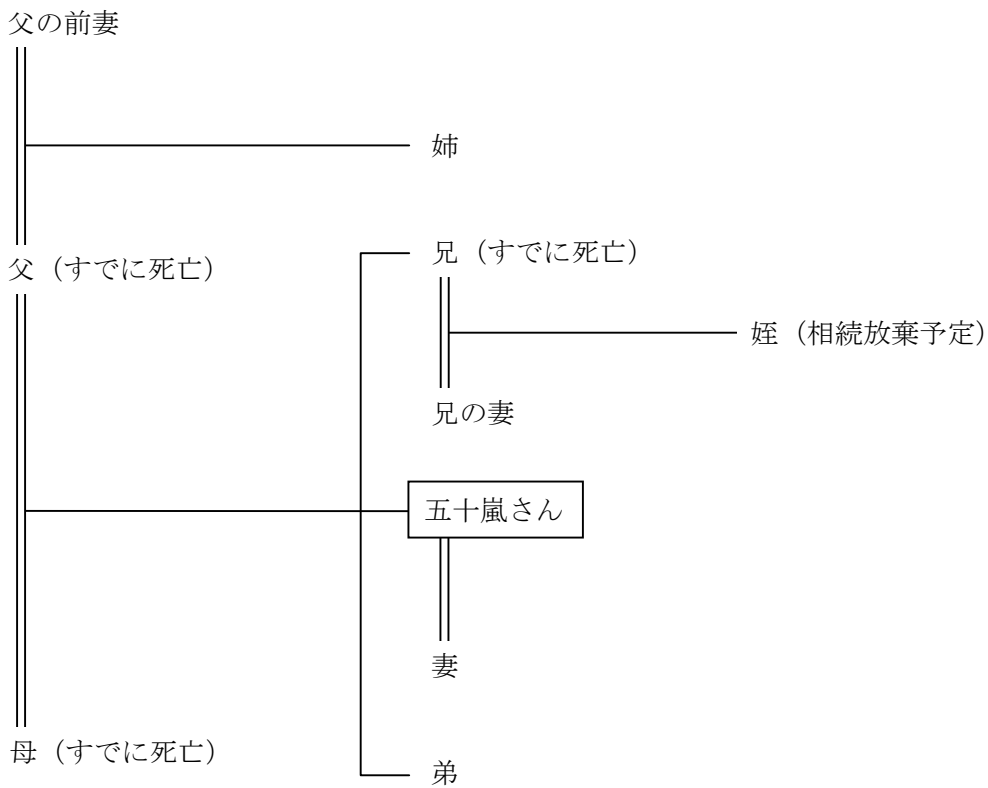 父の前妻
姉
兄（すでに死亡）
父（すでに死亡）
姪（相続放棄予定）
兄の妻
五十嵐さん
妻
母（すでに死亡）
弟